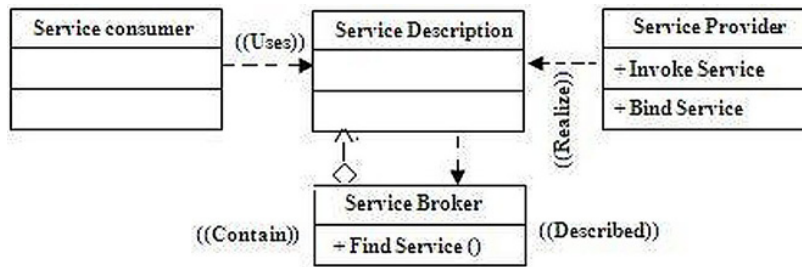 Service consumer
((Uses))
Service Description
Service Provider
+ Invoke Service
+ Bind Service
((Realize))
Service Broker
((Contain))
+ Find Service ()
((Described))